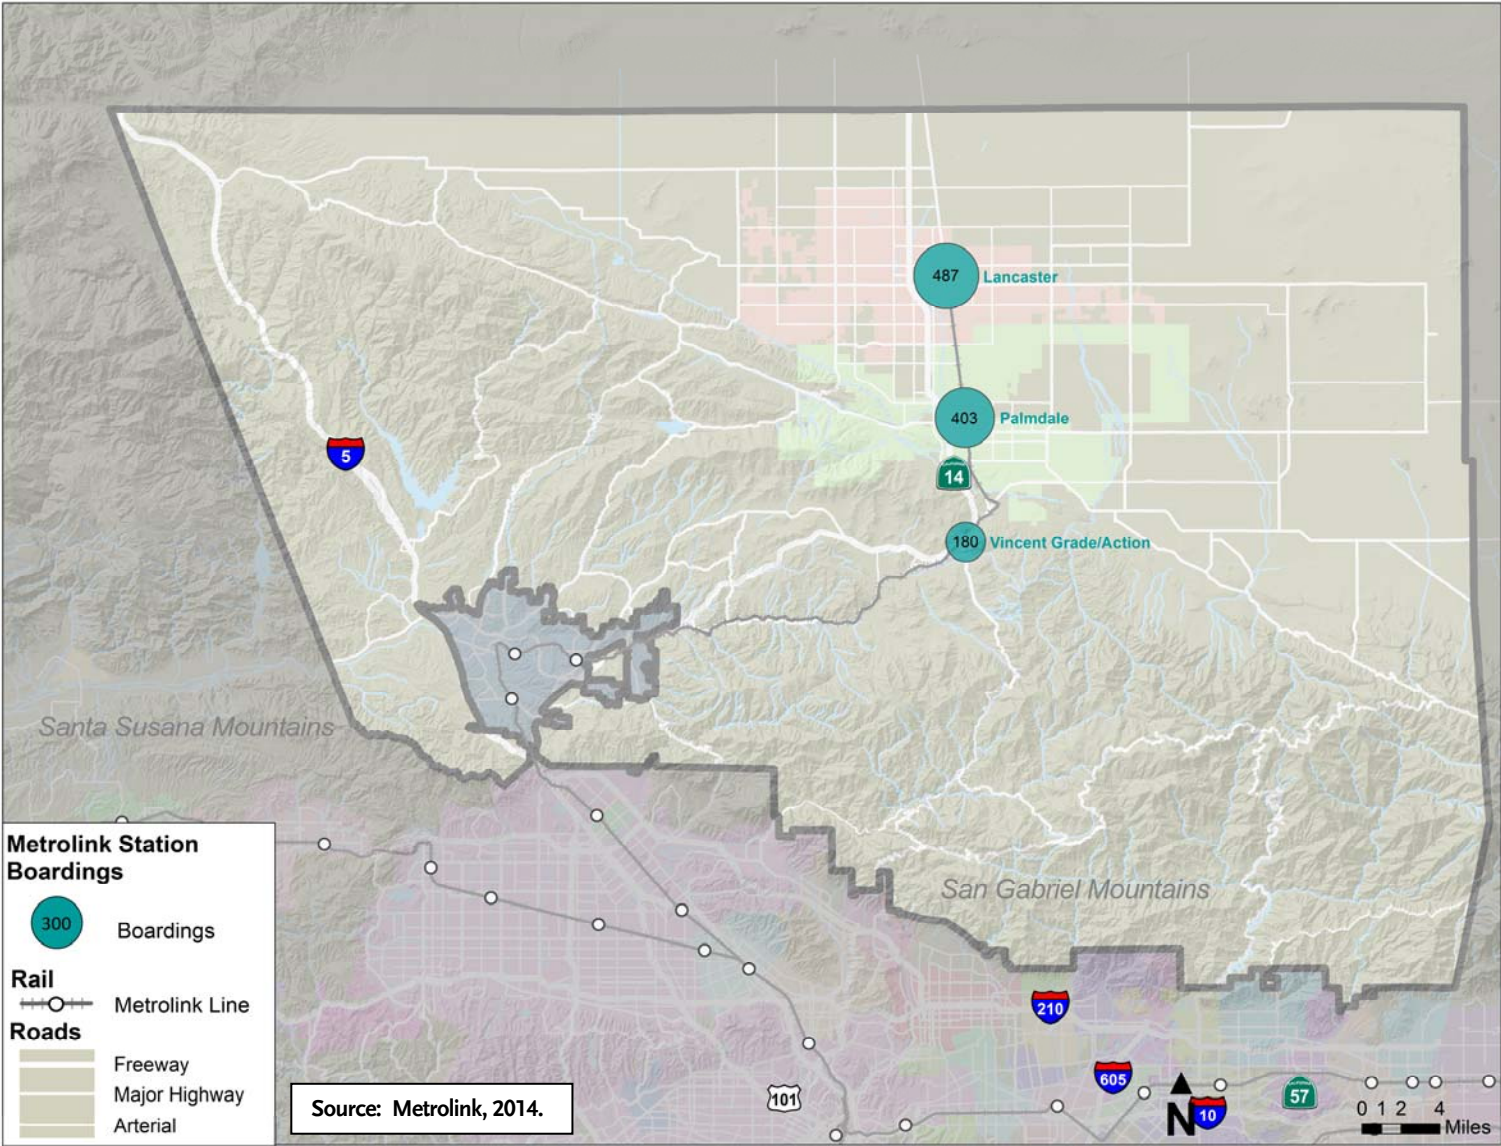 487
Lancaster
403
Palmdale
5
CALIFORNIA
14
180
Vincent Grade/Action
Santa Susana Mountains
San Gabriel Mountains
Metrolink Station
Boardings
300
Boardings
Rail
Metrolink Line
Roads
Freeway
Major Highway
Arterial
Source: Metrolink, 2014.
101
210
605
N
10
CALIFORNIA
57
0 1 2 4
Miles